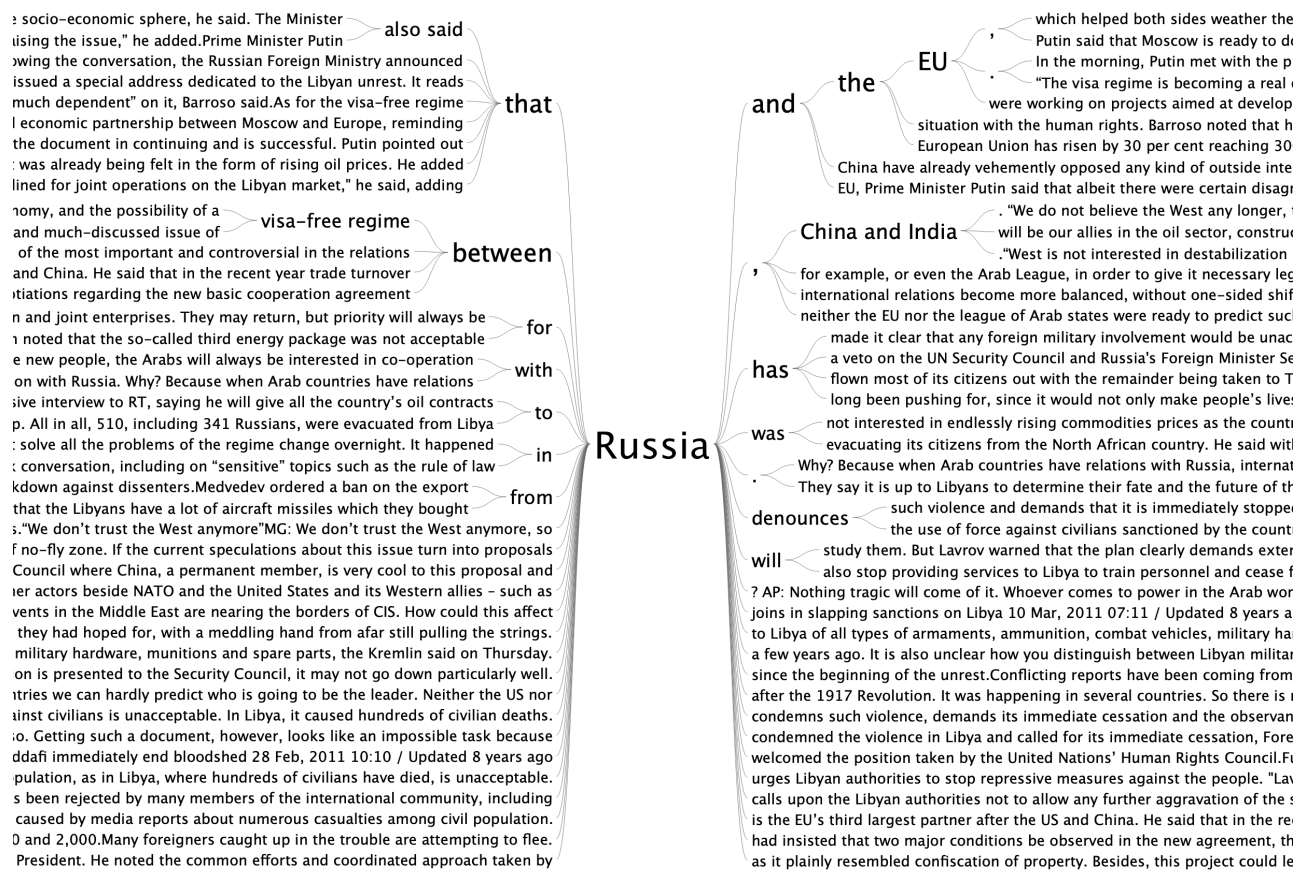 e socio-economic sphere, he said. The Minister
aising the issue,” he added.Prime Minister Putin
also said
owing the conversation, the Russian Foreign Ministry announced
issued a special address dedicated to the Libyan unrest. It reads
much dependent” on it, Barroso said.As for the visa-free regime
l economic partnership between Moscow and Europe, reminding
the document in continuing and is successful. Putin pointed out
was already being felt in the form of rising oil prices. He added
lined for joint operations on the Libyan market," he said, adding
that
nomy, and the possibility of a
and much-discussed issue of
visa-free regime
of the most important and controversial in the relations
and China. He said that in the recent year trade turnover
otiations regarding the new basic cooperation agreement
between
n and joint enterprises. They may return, but priority will always be
n noted that the so-called third energy package was not acceptable
for
e new people, the Arabs will always be interested in co-operation
on with Russia. Why? Because when Arab countries have relations
with
sive interview to RT, saying he will give all the country’s oil contracts
p. All in all, 510, including 341 Russians, were evacuated from Libya
to
solve all the problems of the regime change overnight. It happened
conversation, including on “sensitive” topics such as the rule of law
in
kdown against dissenters.Medvedev ordered a ban on the export
that the Libyans have a lot of aircraft missiles which they bought
from
s.“We don’t trust the West anymore”MG: We don’t trust the West anymore, so
f no-fly zone. If the current speculations about this issue turn into proposals
Council where China, a permanent member, is very cool to this proposal and
ner actors beside NATO and the United States and its Western allies – such as
vents in the Middle East are nearing the borders of CIS. How could this affect
they had hoped for, with a meddling hand from afar still pulling the strings.
military hardware, munitions and spare parts, the Kremlin said on Thursday.
on is presented to the Security Council, it may not go down particularly well.
ntries we can hardly predict who is going to be the leader. Neither the US nor
ainst civilians is unacceptable. In Libya, it caused hundreds of civilian deaths.
so. Getting such a document, however, looks like an impossible task because
ddafi immediately end bloodshed 28 Feb, 2011 10:10 / Updated 8 years ago
opulation, as in Libya, where hundreds of civilians have died, is unacceptable.
s been rejected by many members of the international community, including
caused by media reports about numerous casualties among civil population.
0 and 2,000.Many foreigners caught up in the trouble are attempting to flee.
President. He noted the common efforts and coordinated approach taken by
Russia
and
the
EU
,
which helped both sides weather the
Putin said that Moscow is ready to do
.
In the morning, Putin met with the p
“The visa regime is becoming a real
were working on projects aimed at develop
situation with the human rights. Barroso noted that h
European Union has risen by 30 per cent reaching 30
China have already vehemently opposed any kind of outside inte
EU, Prime Minister Putin said that albeit there were certain disagr
,
China and India
. “We do not believe the West any longer, t
will be our allies in the oil sector, construc
.“West is not interested in destabilization
for example, or even the Arab League, in order to give it necessary leg
international relations become more balanced, without one-sided shif
neither the EU nor the league of Arab states were ready to predict suc
has
made it clear that any foreign military involvement would be unac
a veto on the UN Security Council and Russia's Foreign Minister Se
flown most of its citizens out with the remainder being taken to T
long been pushing for, since it would not only make people’s lives
was
not interested in endlessly rising commodities prices as the count
evacuating its citizens from the North African country. He said wit
.
Why? Because when Arab countries have relations with Russia, internat
They say it is up to Libyans to determine their fate and the future of th
denounces
such violence and demands that it is immediately stopped
the use of force against civilians sanctioned by the count
will
study them. But Lavrov warned that the plan clearly demands exter
also stop providing services to Libya to train personnel and cease f
? AP: Nothing tragic will come of it. Whoever comes to power in the Arab wor
joins in slapping sanctions on Libya 10 Mar, 2011 07:11 / Updated 8 years a
to Libya of all types of armaments, ammunition, combat vehicles, military ha
a few years ago. It is also unclear how you distinguish between Libyan militar
since the beginning of the unrest.Conflicting reports have been coming from
after the 1917 Revolution. It was happening in several countries. So there is n
condemns such violence, demands its immediate cessation and the observan
condemned the violence in Libya and called for its immediate cessation, Fore
welcomed the position taken by the United Nations’ Human Rights Council.Fu
urges Libyan authorities to stop repressive measures against the people. "Lav
calls upon the Libyan authorities not to allow any further aggravation of the s
is the EU’s third largest partner after the US and China. He said that in the re
had insisted that two major conditions be observed in the new agreement, th
as it plainly resembled confiscation of property. Besides, this project could le